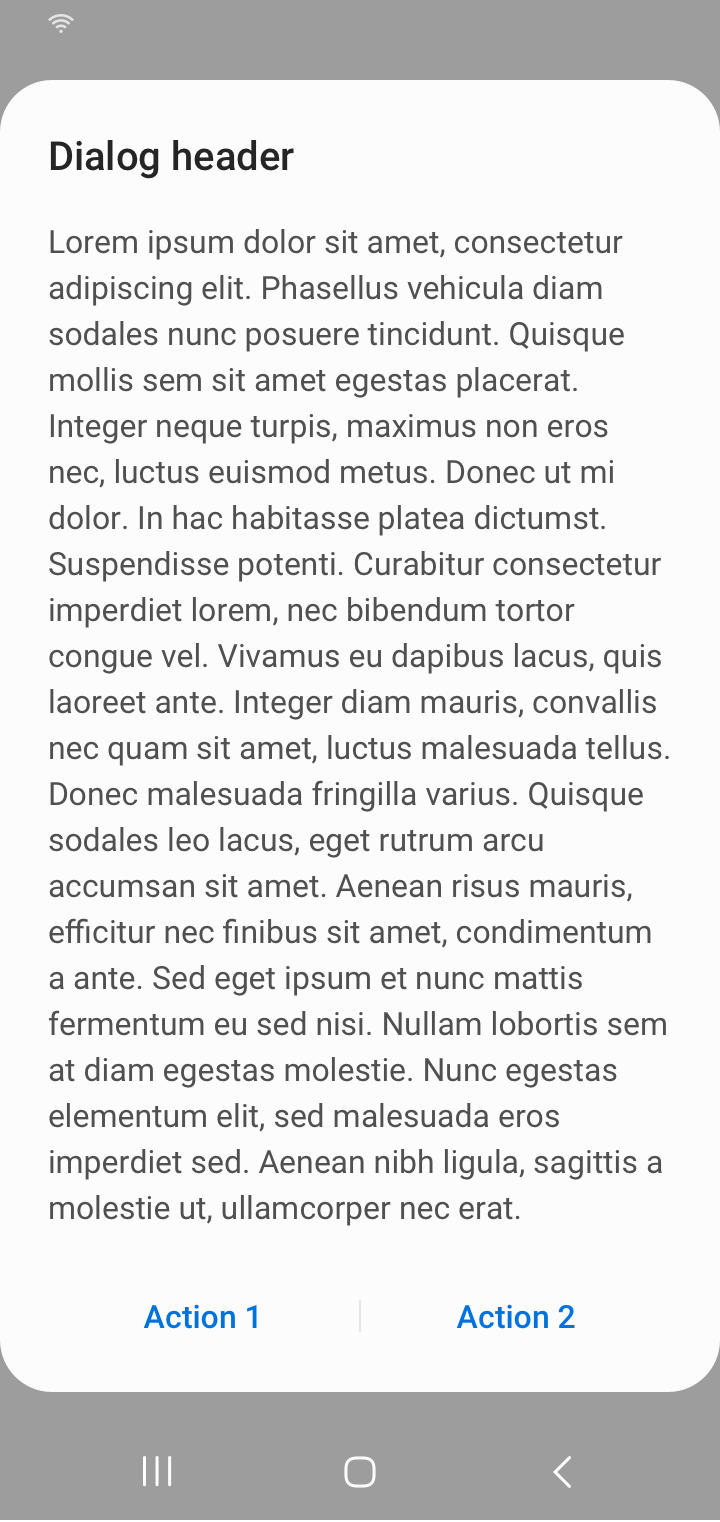 Dialog header
Lorem ipsum dolor sit amet, consectetur
adipiscing elit. Phasellus vehicula diam
sodales nunc posuere tincidunt. Quisque
mollis sem sit amet egestas placerat.
Integer neque turpis, maximus non eros
nec, luctus euismod metus. Donec ut mi
dolor. In hac habitasse platea dictumst.
Suspendisse potenti. Curabitur consectetur
imperdiet lorem, nec bibendum tortor
congue vel. Vivamus eu dapibus lacus, quis
laoreet ante. Integer diam mauris, convallis
nec quam sit amet, luctus malesuada tellus.
Donec malesuada fringilla varius. Quisque
sodales leo lacus, eget rutrum arcu
accumsan sit amet. Aenean risus mauris,
efficitur nec finibus sit amet, condimentum
a ante. Sed eget ipsum et nunc mattis
fermentum eu sed nisi. Nullam lobortis sem
at diam egestas molestie. Nunc egestas
elementum elit, sed malesuada eros
imperdiet sed. Aenean nibh ligula, sagittis a
molestie ut, ullamcorper nec erat.
Action 1
Action 2